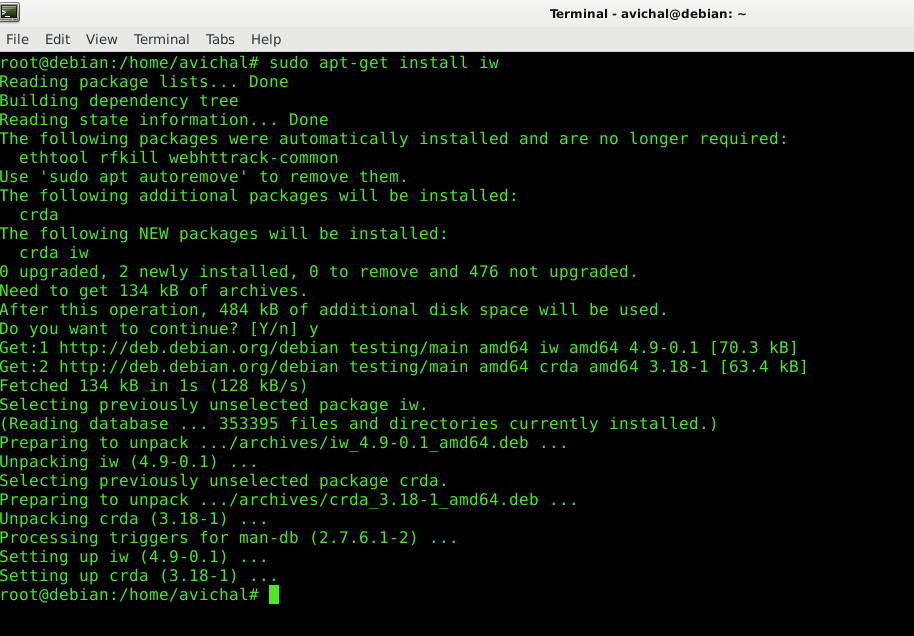 Terminal - avichal@debian: ~
File Edit View Terminal Tabs Help
root@debian:/home/avichal# sudo apt-get install iw
Reading package lists... Done
Building dependency tree
Reading state information... Done
The following packages were automatically installed and are no longer required:
  ethtool rfkill webhttrack-common
Use 'sudo apt autoremove' to remove them.
The following additional packages will be installed:
  crda
The following NEW packages will be installed:
  crda iw
0 upgraded, 2 newly installed, 0 to remove and 476 not upgraded.
Need to get 134 kB of archives.
After this operation, 484 kB of additional disk space will be used.
Do you want to continue? [Y/n] y
Get:1 http://deb.debian.org/debian testing/main amd64 iw amd64 4.9-0.1 [70.3 kB]
Get:2 http://deb.debian.org/debian testing/main amd64 crda amd64 3.18-1 [63.4 kB]
Fetched 134 kB in 1s (128 kB/s)
Selecting previously unselected package iw.
(Reading database ... 353395 files and directories currently installed.)
Preparing to unpack .../archives/iw_4.9-0.1_amd64.deb ...
Unpacking iw (4.9-0.1) ...
Selecting previously unselected package crda.
Preparing to unpack .../archives/crda_3.18-1_amd64.deb ...
Unpacking crda (3.18-1) ...
Processing triggers for man-db (2.7.6.1-2) ...
Setting up iw (4.9-0.1) ...
Setting up crda (3.18-1) ...
root@debian:/home/avichal#